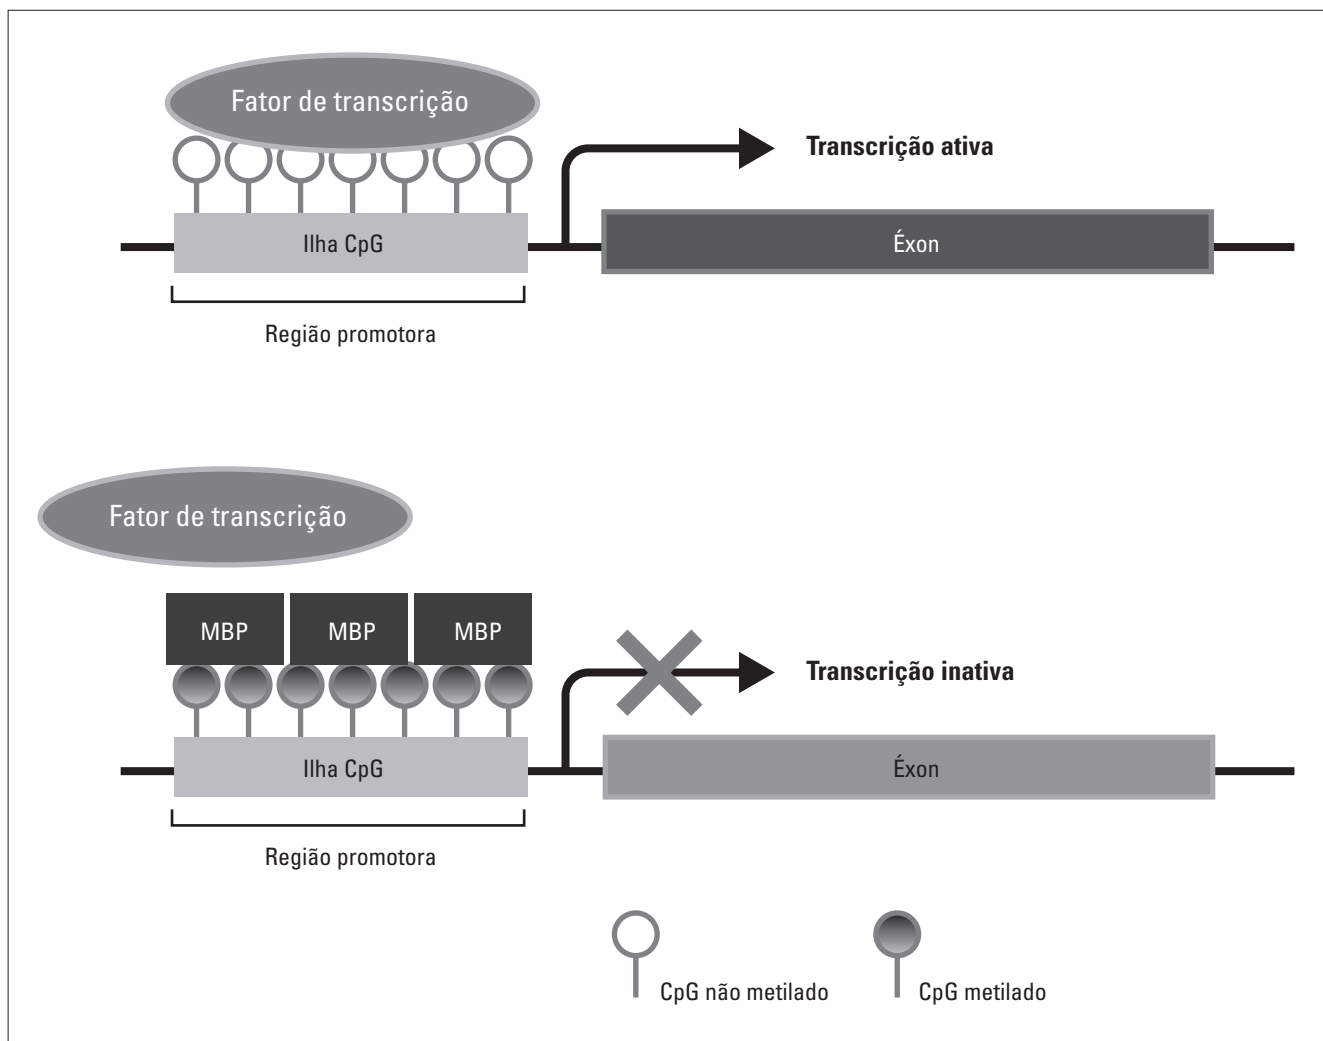 Fator de transcrição
Transcrição ativa
Ilha CpG
Éxon
Região promotora
Fator de transcrição
MBP
MBP
MBP
Transcrição inativa
Ilha CpG
Éxon
Região promotora
CpG não metilado
CpG metilado